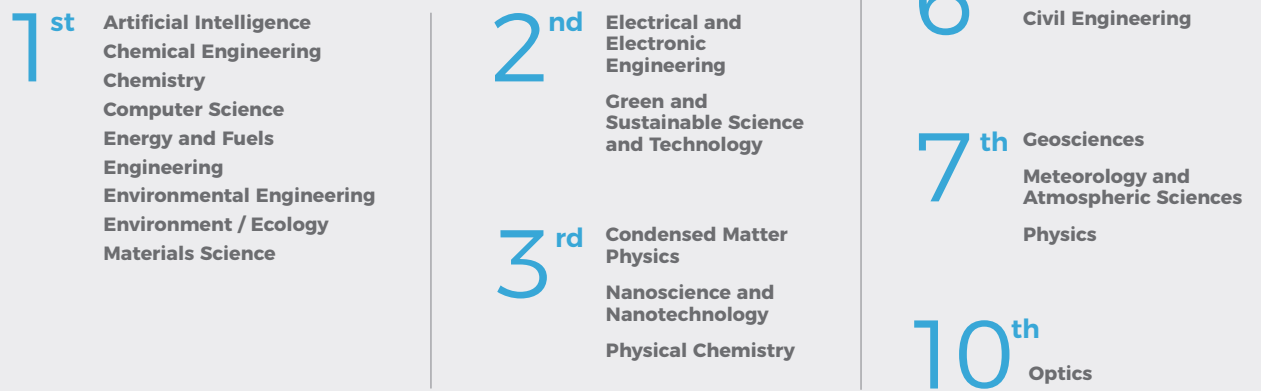 1st
Artificial Intelligence
Chemical Engineering
Chemistry
Computer Science
Energy and Fuels
Engineering
Environmental Engineering
Environment / Ecology
Materials Science
2nd
Electrical and
Electronic
Engineering
Green and
Sustainable Science
and Technology
3rd
Condensed Matter
Physics
Nanoscience and
Nanotechnology
Physical Chemistry
6
Civil Engineering
7th
Geosciences
Meteorology and
Atmospheric Sciences
Physics
10th
Optics